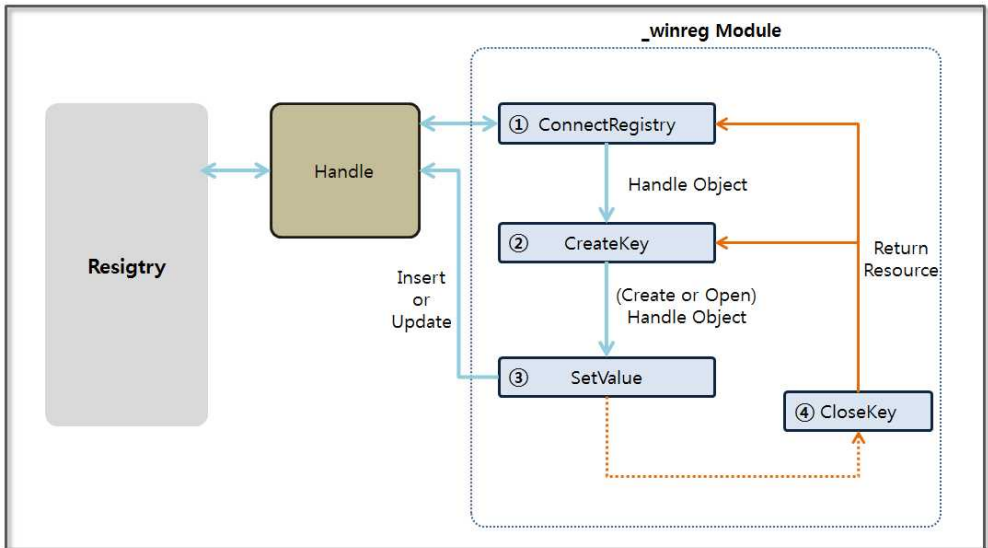 _winreg Module
① ConnectRegistry
Handle
Handle Object
② CreateKey
Resigtry
Return
Resource
Insert
or
Update
(Create or Open)
Handle Object
③ SetValue
④ CloseKey